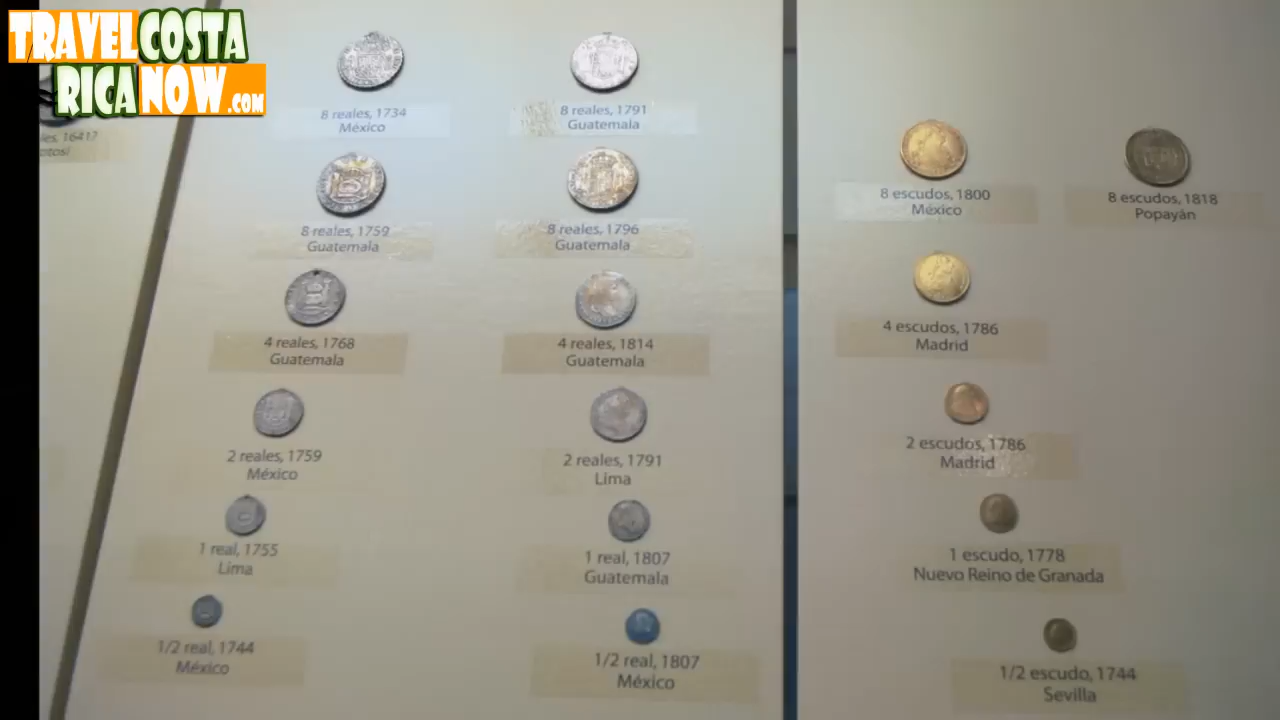 TRAVELCOSTA
RICANOW.com
8 reales, 1734
México
8 reales, 1759
Guatemala
4 reales, 1768
Guatemala
2 reales, 1759
México
1 real, 1755
Lima
1/2 real, 1744
México
8 reales, 1791
Guatemala
8 reales, 1796
Guatemala
4 reales, 1814
Guatemala
2 reales, 1791
Lima
1 real, 1807
Guatemala
1/2 real, 1807
México
8 escudos, 1800
México
4 escudos, 1786
Madrid
2 escudos, 1786
Madrid
1 escudo, 1778
Nuevo Reino de Granada
1/2 escudo, 1744
Sevilla
8 escudos, 1818
Popayán